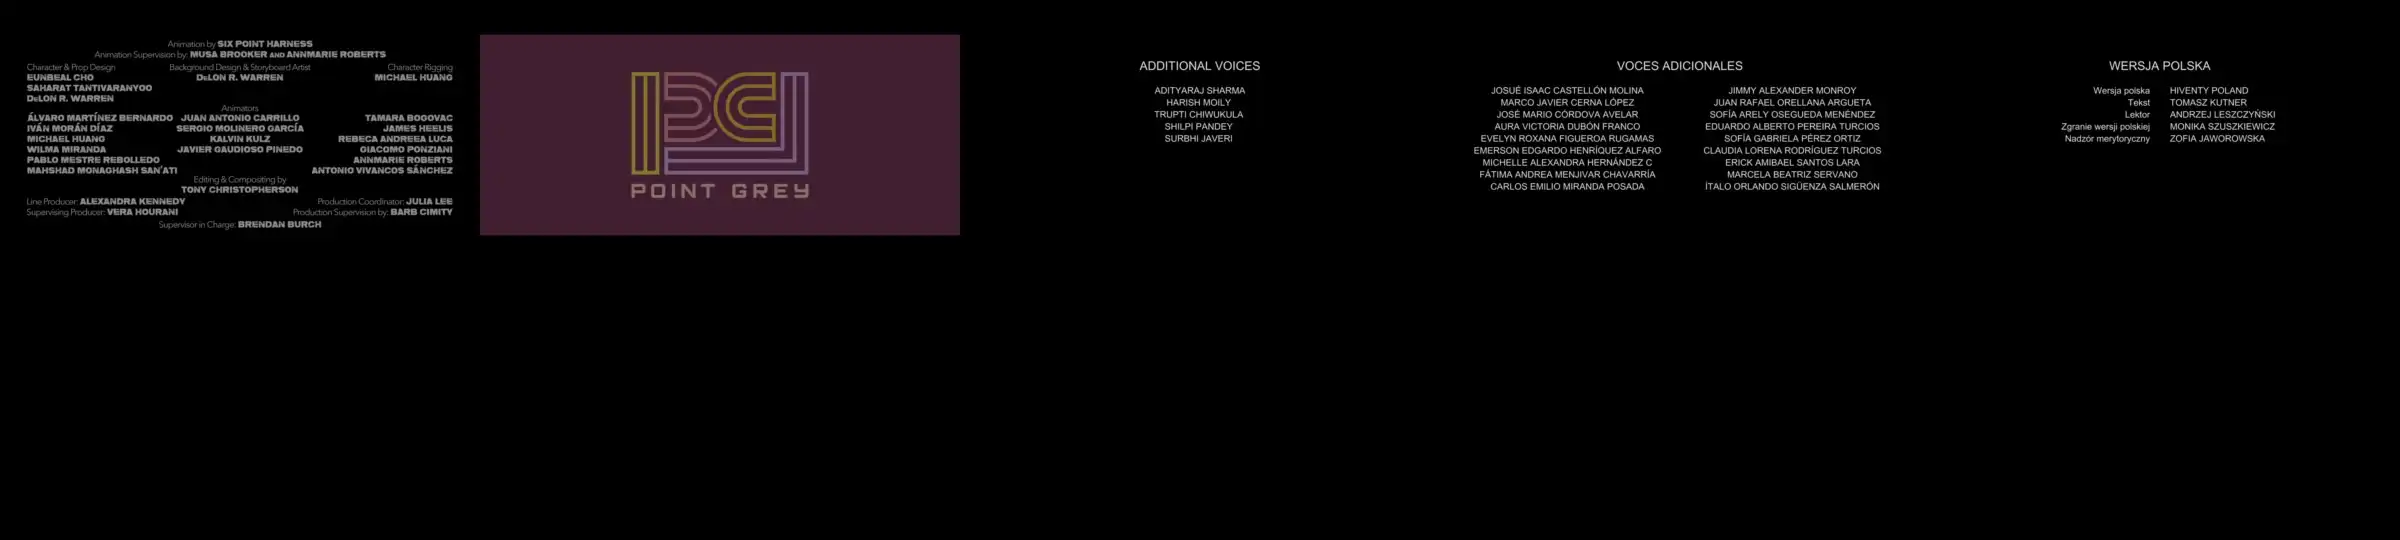 Animation by SIX POINT HARNESS
Animation Supervision by: MUSA BROOKER AND ANNMARIE ROBERTS
Character & Prop Design
EUNBEAL CHO
SAHARAT TANTIVARANYOO
DeLON R. WARREN
Background Design & Storyboard Artist
DeLON R. WARREN
Character Rigging
MICHAEL HUANG
Animators
ÁLVARO MARTÍNEZ BERNARDO JUAN ANTONIO CARRILLO TAMARA BOGOVAC
IVÁN MORÁN DÍAZ SERGIO MOLINERO GARCÍA JAMES HEELIS
MICHAEL HUANG KALVIN KULZ REBECA ANDREEA LUCA
WILMA MIRANDA JAVIER GAUDIOSO PINEDO GIACOMO PONZIANI
PABLO MESTRE REBOLLEDO ANNMARIE ROBERTS
MAHSHAD MONAGHASH SAN'ATI ANTONIO VIVANCOS SÁNCHEZ
Editing & Compositing by
TONY CHRISTOPHERSON
Line Producer: ALEXANDRA KENNEDY Production Coordinator: JULIA LEE
Supervising Producer: VERA HOURANI Production Supervision by: BARB CIMITY
Supervisor in Charge: BRENDAN BURCH
POINT GREY
ADDITIONAL VOICES
ADITYARAJ SHARMA
HARISH MOILY
TRUPTI CHIWUKULA
SHILPI PANDEY
SURBHI JAVERI
VOCES ADICIONALES
JOSUÉ ISAAC CASTELLÓN MOLINA JIMMY ALEXANDER MONROY
MARCO JAVIER CERNA LÓPEZ JUAN RAFAEL ORELLANA ARGUETA
JOSÉ MARIO CÓRDOVA AVELAR SOFÍA ARELY OSEGUEDA MENÉNDEZ
AURA VICTORIA DUBÓN FRANCO EDUARDO ALBERTO PEREIRA TURCIOS
EVELYN ROXANA FIGUEROA RUGAMAS SOFÍA GABRIELA PÉREZ ORTIZ
EMERSON EDGARDO HENRÍQUEZ ALFARO CLAUDIA LORENA RODRÍGUEZ TURCIOS
MICHELLE ALEXANDRA HERNÁNDEZ C ERICK AMIBAEL SANTOS LARA
FÁTIMA ANDREA MENJIVAR CHAVARRÍA MARCELA BEATRIZ SERVANO
CARLOS EMILIO MIRANDA POSADA ÍTALO ORLANDO SIGÜENZA SALMERÓN
WERSJA POLSKA
Wersja polska HIVENTY POLAND
Tekst TOMASZ KUTNER
Lektor ANDRZEJ LESZCZYŃSKI
Zgranie wersji polskiej MONIKA SZUSZKIEWICZ
Nadzór merytoryczny ZOFIA JAWOROWSKA